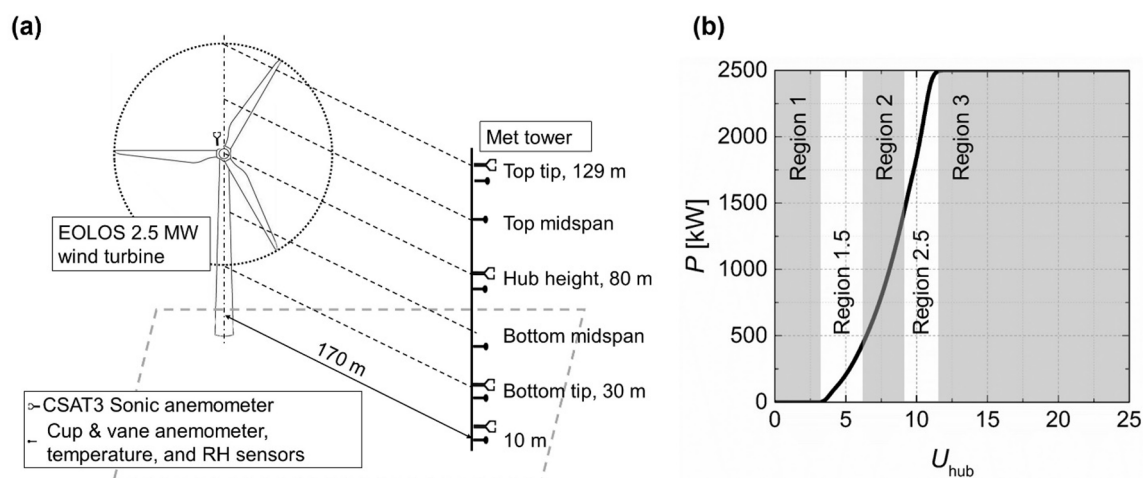 (a)
Met tower
Top tip, 129 m
Top midspan
EOLOS 2.5 MW
wind turbine
Hub height, 80 m
Bottom midspan
170 m
Bottom tip, 30 m
10 m
CSAT3 Sonic anemometer
Cup & vane anemometer,
temperature, and RH sensors
(b)
P [kW]
2500
2000
1500
1000
500
0
Region 1
Region 1.5
Region 2
Region 2.5
Region 3
0 5 10 15 20 25
Uhub